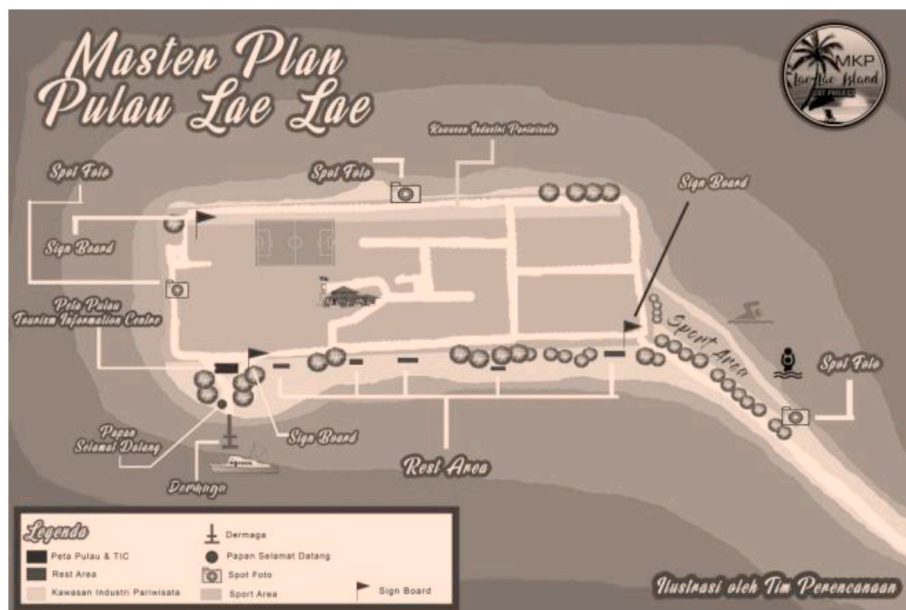 Master Plan
Pulau Lae Lae
MKP
Lae-Lae Island
Kawasan Industri Pariwisata
Spot Foto
Spot Foto
Sign Board
Sign Board
Peta Pulau
Tourism Information Centre
Sport Area
Spot Foto
Papan
Selamat Datang
Sign Board
Rest Area
Dermaga
Legenda
Peta Pulau & TIC
Rest Area
Kawasan Industri Pariwisata
Dermaga
Papan Selamat Datang
Spot Foto
Sport Area
Sign Board
Ilustrasi oleh Tim Perencanaan